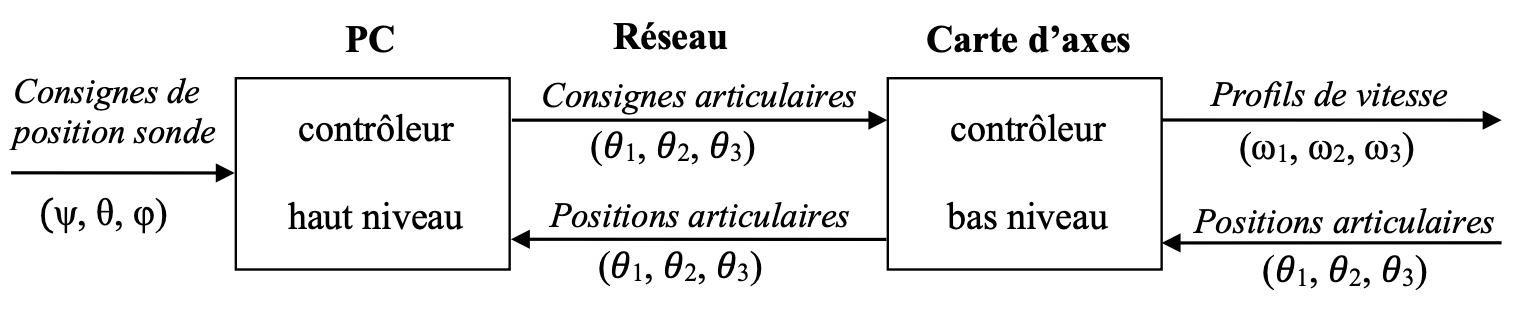 PC
Réseau
Carte d’axes
Consignes de
position sonde
(ψ, θ, φ)
contrôleur
haut niveau
Consignes articulaires
(θ1, θ2, θ3)
Positions articulaires
(θ1, θ2, θ3)
contrôleur
bas niveau
Profils de vitesse
(ω1, ω2, ω3)
Positions articulaires
(θ1, θ2, θ3)